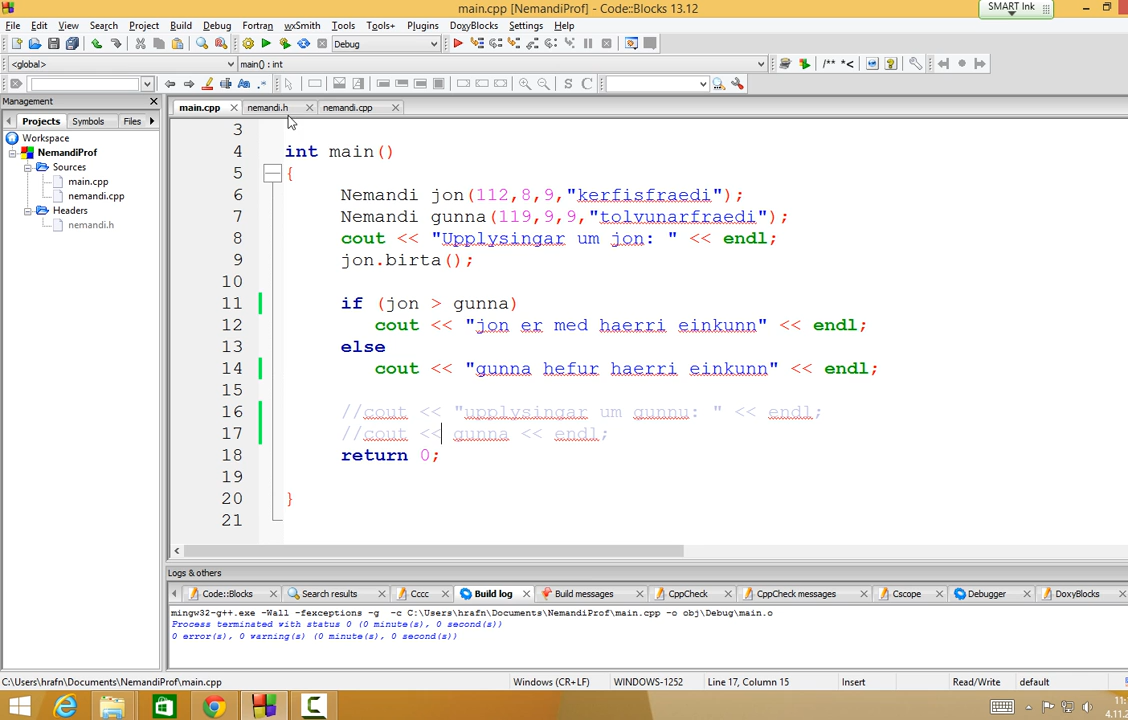 main.cpp [NemandiProf] - Code::Blocks 13.12
SMART Ink
File Edit View Search Project Build Debug Fortran wxSmith Tools Tools+ Plugins DoxyBlocks Settings Help
Debug
<global> main() : int
/** *<
Aa .* S C
Management
main.cpp nemandi.h nemandi.cpp
Projects Symbols Files
Workspace
NemandiProf
Sources
main.cpp
nemandi.cpp
Headers
nemandi.h
3
4 int main()
5 {
6 Nemandi jon(112,8,9,"kerfisfraedi");
7 Nemandi gunna(119,9,9,"tolvunarfraedi");
8 cout << "Upplysingar um jon: " << endl;
9 jon.birta();
10
11 if (jon > gunna)
12 cout << "jon er med haerri einkunn" << endl;
13 else
14 cout << "gunna hefur haerri einkunn" << endl;
15
16 //cout << "upplysingar um gunnu: " << endl;
17 //cout << gunna << endl;
18 return 0;
19
20 }
21
Logs & others
Code::Blocks Search results Cccc Build log Build messages CppCheck CppCheck messages Cscope Debugger DoxyBlocks
mingw32-g++.exe -Wall -fexceptions -g -c C:\Users\hrafn\Documents\NemandiProf\main.cpp -o obj\Debug\main.o
Process terminated with status 0 (0 minute(s), 0 second(s))
0 error(s), 0 warning(s) (0 minute(s), 0 second(s))
C:\Users\hrafn\Documents\NemandiProf\main.cpp Windows (CR+LF) WINDOWS-1252 Line 17, Column 15 Insert Read/Write default
11:
4.11.2